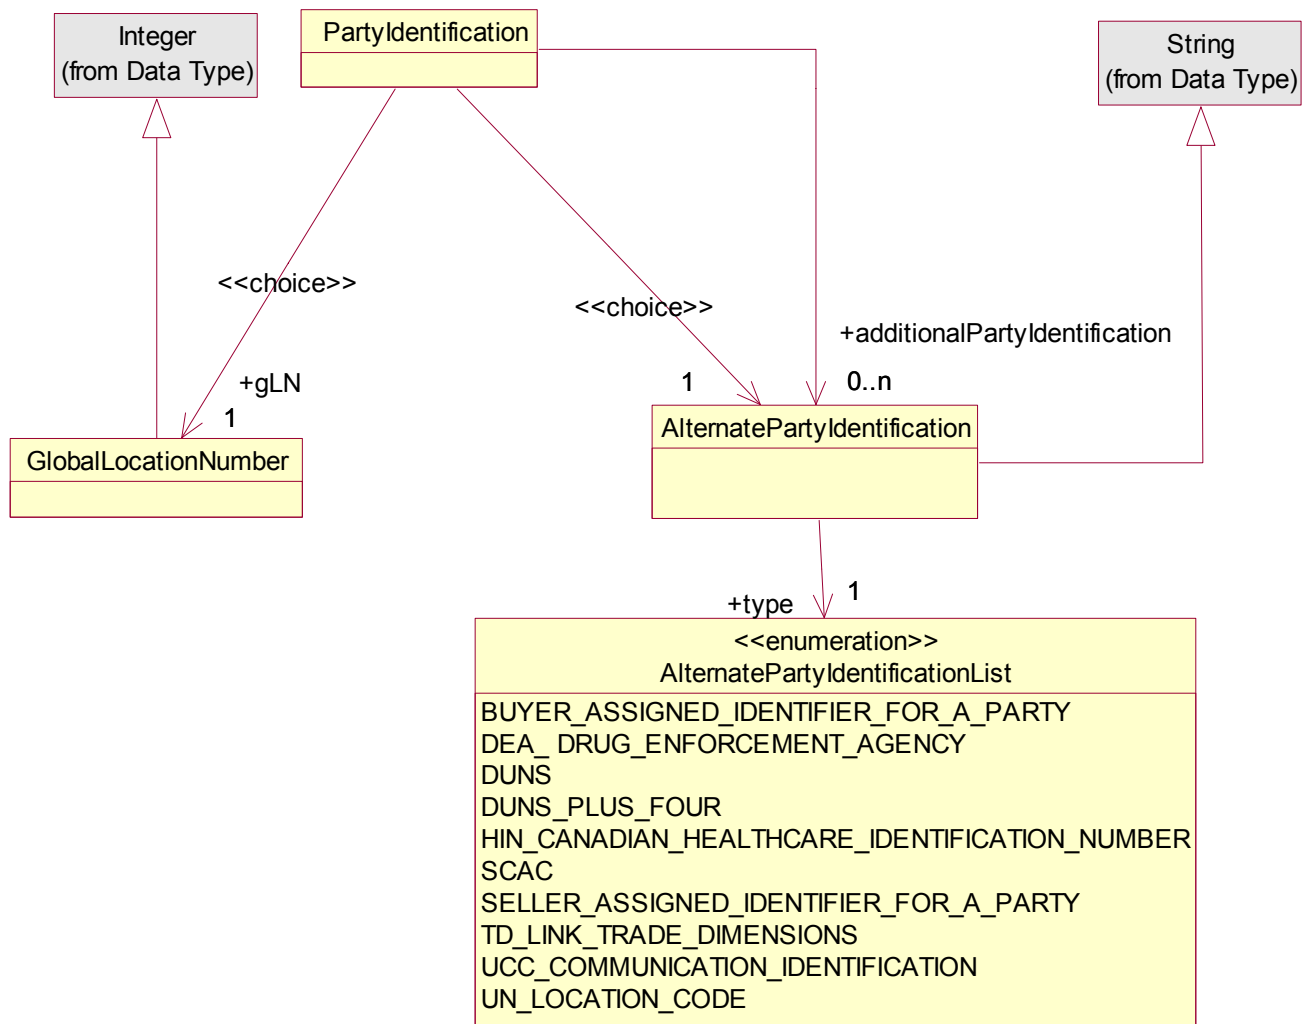 Integer
(from Data Type)
PartyIdentification
String
(from Data Type)
<<choice>>
<<choice>>
+additionalPartyIdentification
+gLN
1
1
0..n
GlobalLocationNumber
AlternatePartyIdentification
+type
1
<<enumeration>>
AlternatePartyIdentificationList
BUYER_ASSIGNED_IDENTIFIER_FOR_A_PARTY
DEA_ DRUG_ENFORCEMENT_AGENCY
DUNS
DUNS_PLUS_FOUR
HIN_CANADIAN_HEALTHCARE_IDENTIFICATION_NUMBER
SCAC
SELLER_ASSIGNED_IDENTIFIER_FOR_A_PARTY
TD_LINK_TRADE_DIMENSIONS
UCC_COMMUNICATION_IDENTIFICATION
UN_LOCATION_CODE